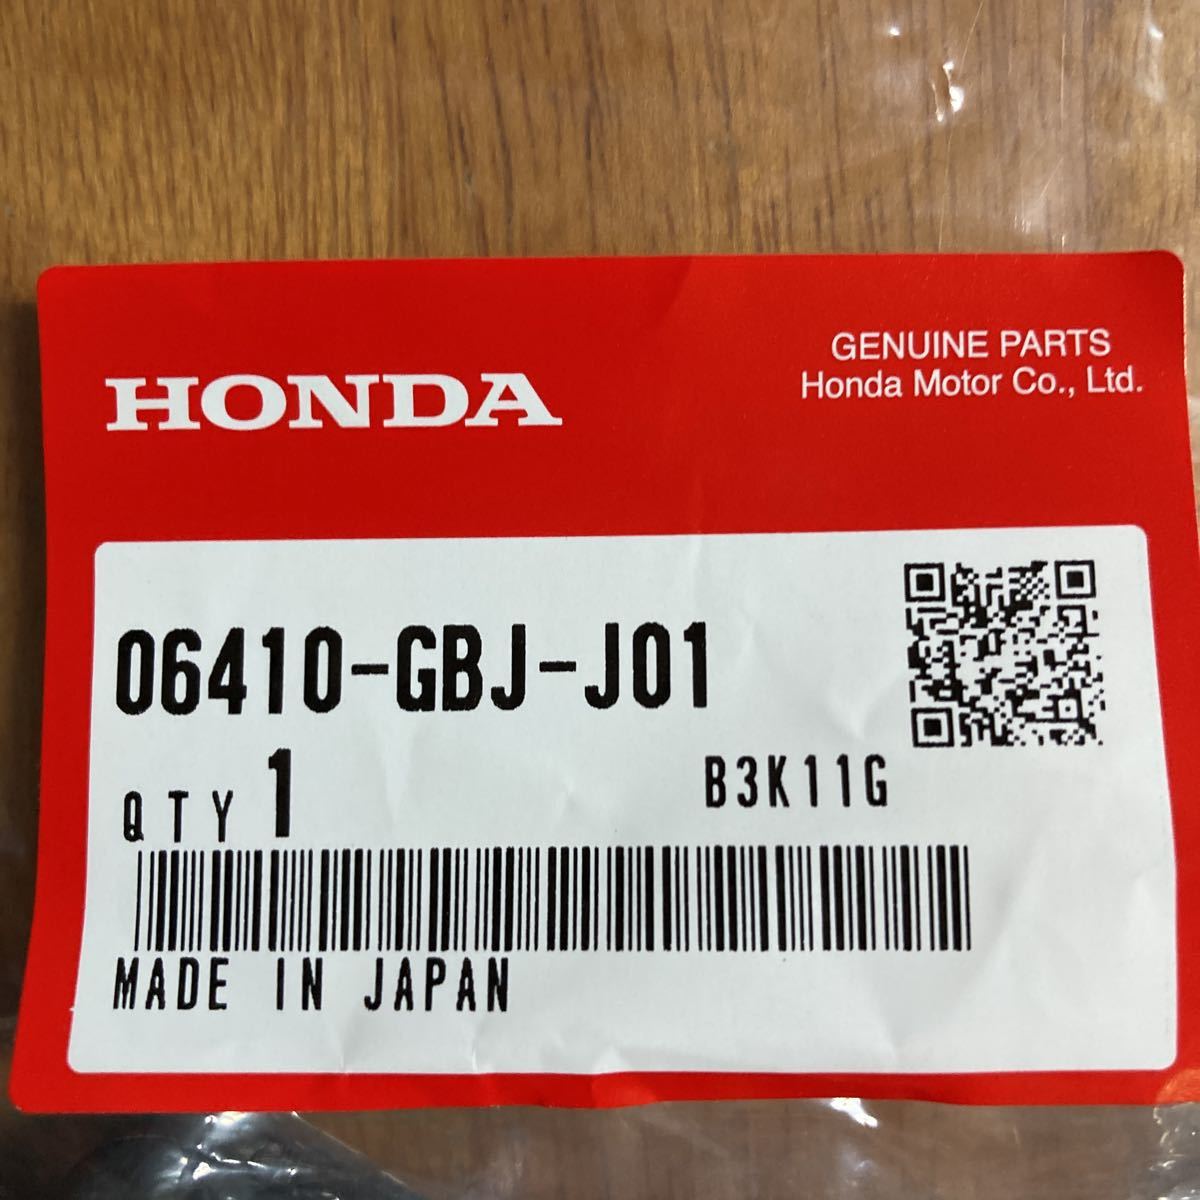 HONDA
GENUINE PARTS
Honda Motor Co., Ltd.
06410-GBJ-J01
QTY 1
B3K11G
MADE IN JAPAN